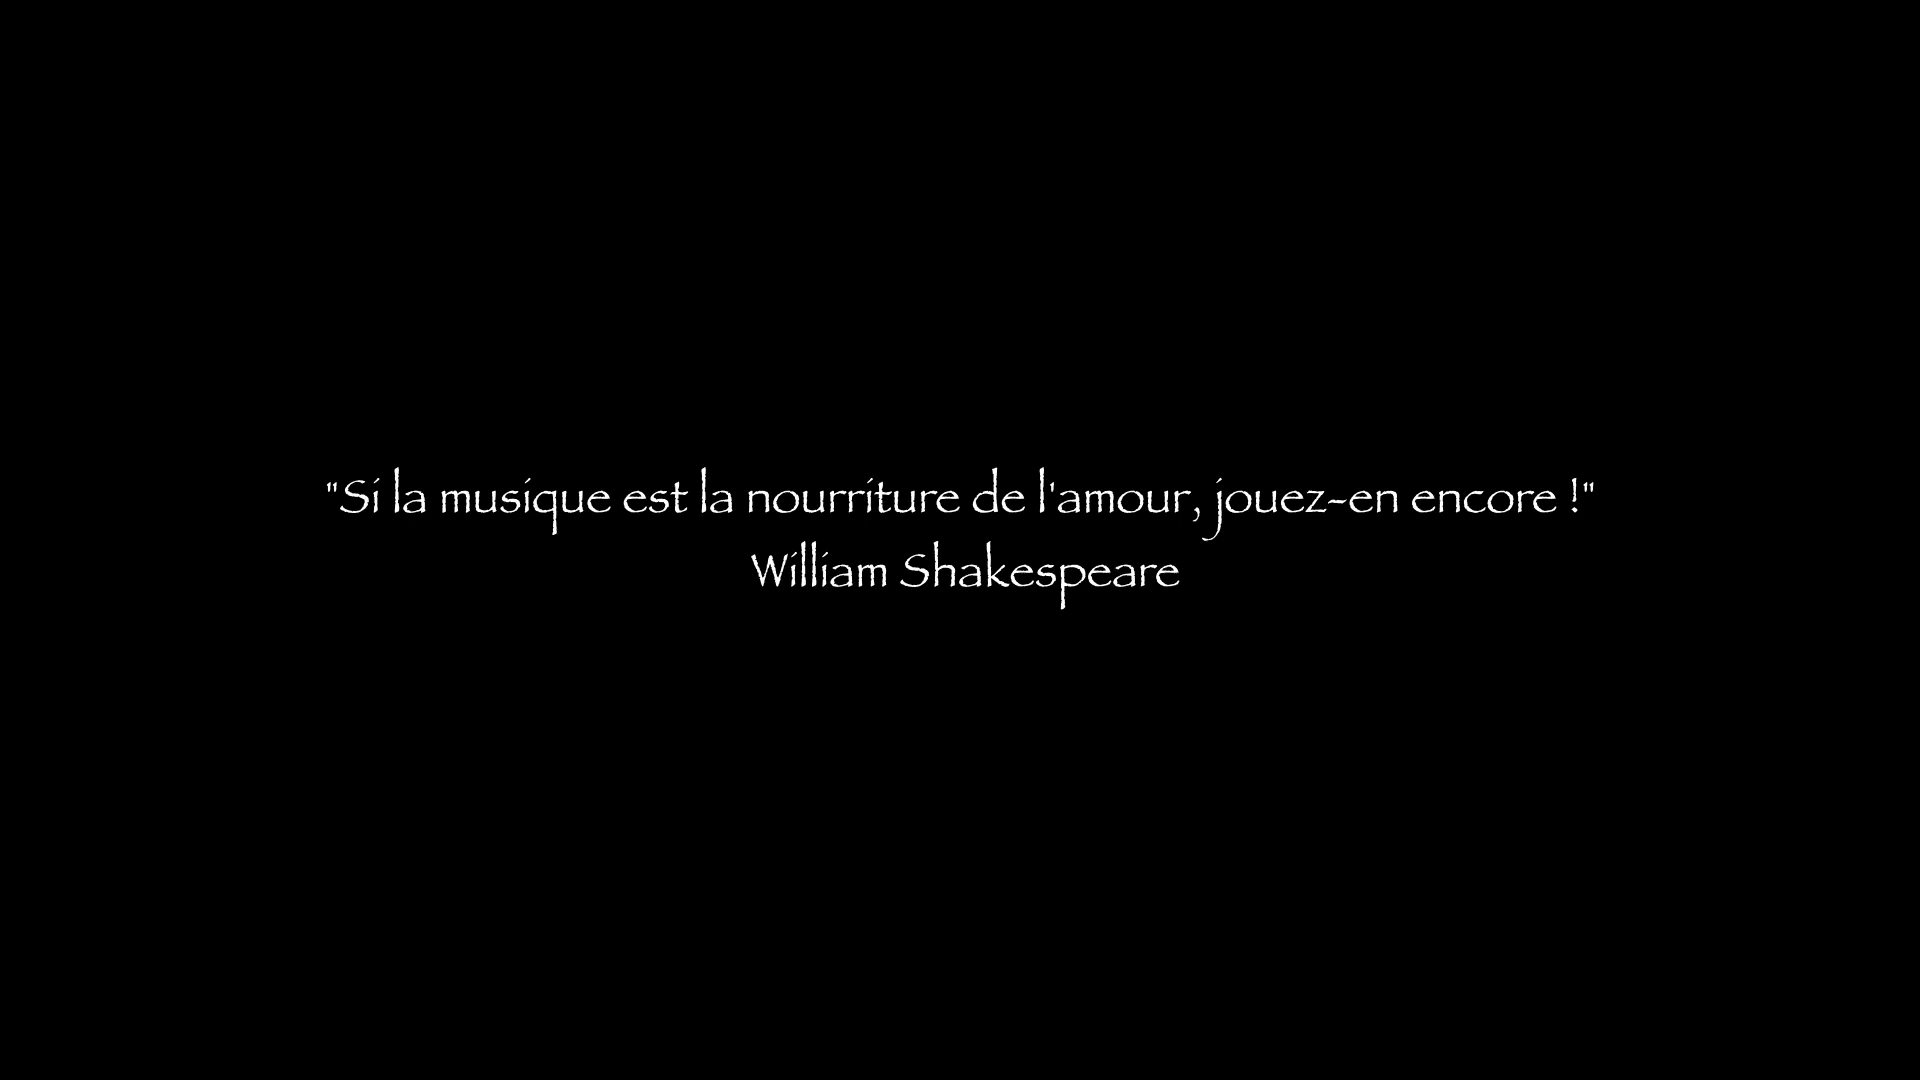 "Si la musique est la nourriture de l'amour, jouez-en encore !"
William Shakespeare